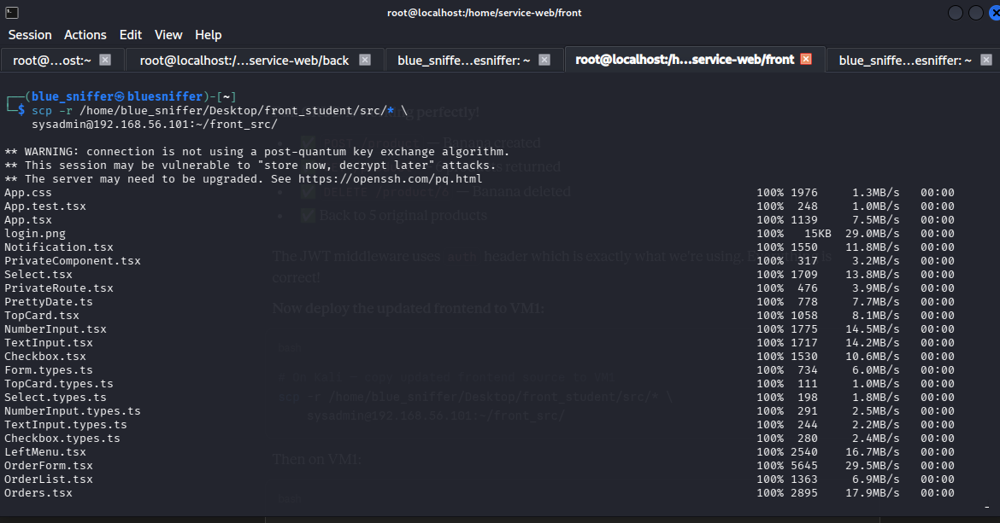 root@localhost:/home/service-web/front
Session Actions Edit View Help
root@...ost:~ root@localhost:/...service-web/back blue_sniffe...esniffer: ~ root@localhost:/h...service-web/front blue_sniffe...esniffer: ~
┌──(blue_sniffer㉿bluesniffer)-[~]
└─$ scp -r /home/blue_sniffer/Desktop/front_student/src/* \
sysadmin@192.168.56.101:~/front_src/
** WARNING: connection is not using a post-quantum key exchange algorithm.
** This session may be vulnerable to "store now, decrypt later" attacks.
** The server may need to be upgraded. See https://openssh.com/pq.html
App.css 100% 1976 1.3MB/s 00:00
App.test.tsx 100% 248 1.0MB/s 00:00
App.tsx 100% 1139 7.5MB/s 00:00
login.png 100% 15KB 29.0MB/s 00:00
Notification.tsx 100% 1550 11.8MB/s 00:00
PrivateComponent.tsx 100% 317 3.2MB/s 00:00
Select.tsx 100% 1709 13.8MB/s 00:00
PrivateRoute.tsx 100% 476 3.9MB/s 00:00
PrettyDate.ts 100% 778 7.7MB/s 00:00
TopCard.tsx 100% 1058 8.1MB/s 00:00
NumberInput.tsx 100% 1775 14.5MB/s 00:00
TextInput.tsx 100% 1717 14.2MB/s 00:00
Checkbox.tsx 100% 1530 10.6MB/s 00:00
Form.types.ts 100% 734 6.0MB/s 00:00
TopCard.types.ts 100% 111 1.0MB/s 00:00
Select.types.ts 100% 198 1.8MB/s 00:00
NumberInput.types.ts 100% 291 2.5MB/s 00:00
TextInput.types.ts 100% 244 2.2MB/s 00:00
Checkbox.types.ts 100% 280 2.4MB/s 00:00
LeftMenu.tsx 100% 2540 16.7MB/s 00:00
OrderForm.tsx 100% 5645 29.5MB/s 00:00
OrderList.tsx 100% 1363 6.9MB/s 00:00
Orders.tsx 100% 2895 17.9MB/s 00:00
perfectly!
Banana created
returned
DELETE /product/6 — Banana deleted
Back to 5 original products
The JWT middleware uses auth header which is exactly what we're using.
correct!
Now deploy the updated frontend to VM1:
bash
# On Kali — copy updated frontend source to VM1
scp -r /home/blue_sniffer/Desktop/front_student/src/* \
sysadmin@192.168.56.101:~/front_src/
Then on VM1:
bash